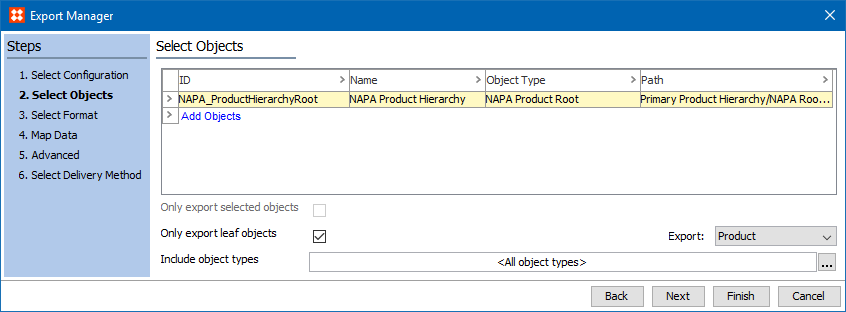 Export Manager
Steps
1. Select Configuration
2. Select Objects
3. Select Format
4. Map Data
5. Advanced
6. Select Delivery Method
Select Objects
ID Name Object Type Path
NAPA_ProductHierarchyRoot NAPA Product Hierarchy NAPA Product Root Primary Product Hierarchy/NAPA Roo...
Add Objects
Only export selected objects
Only export leaf objects Export: Product
Include object types <All object types> ...
Back Next Finish Cancel